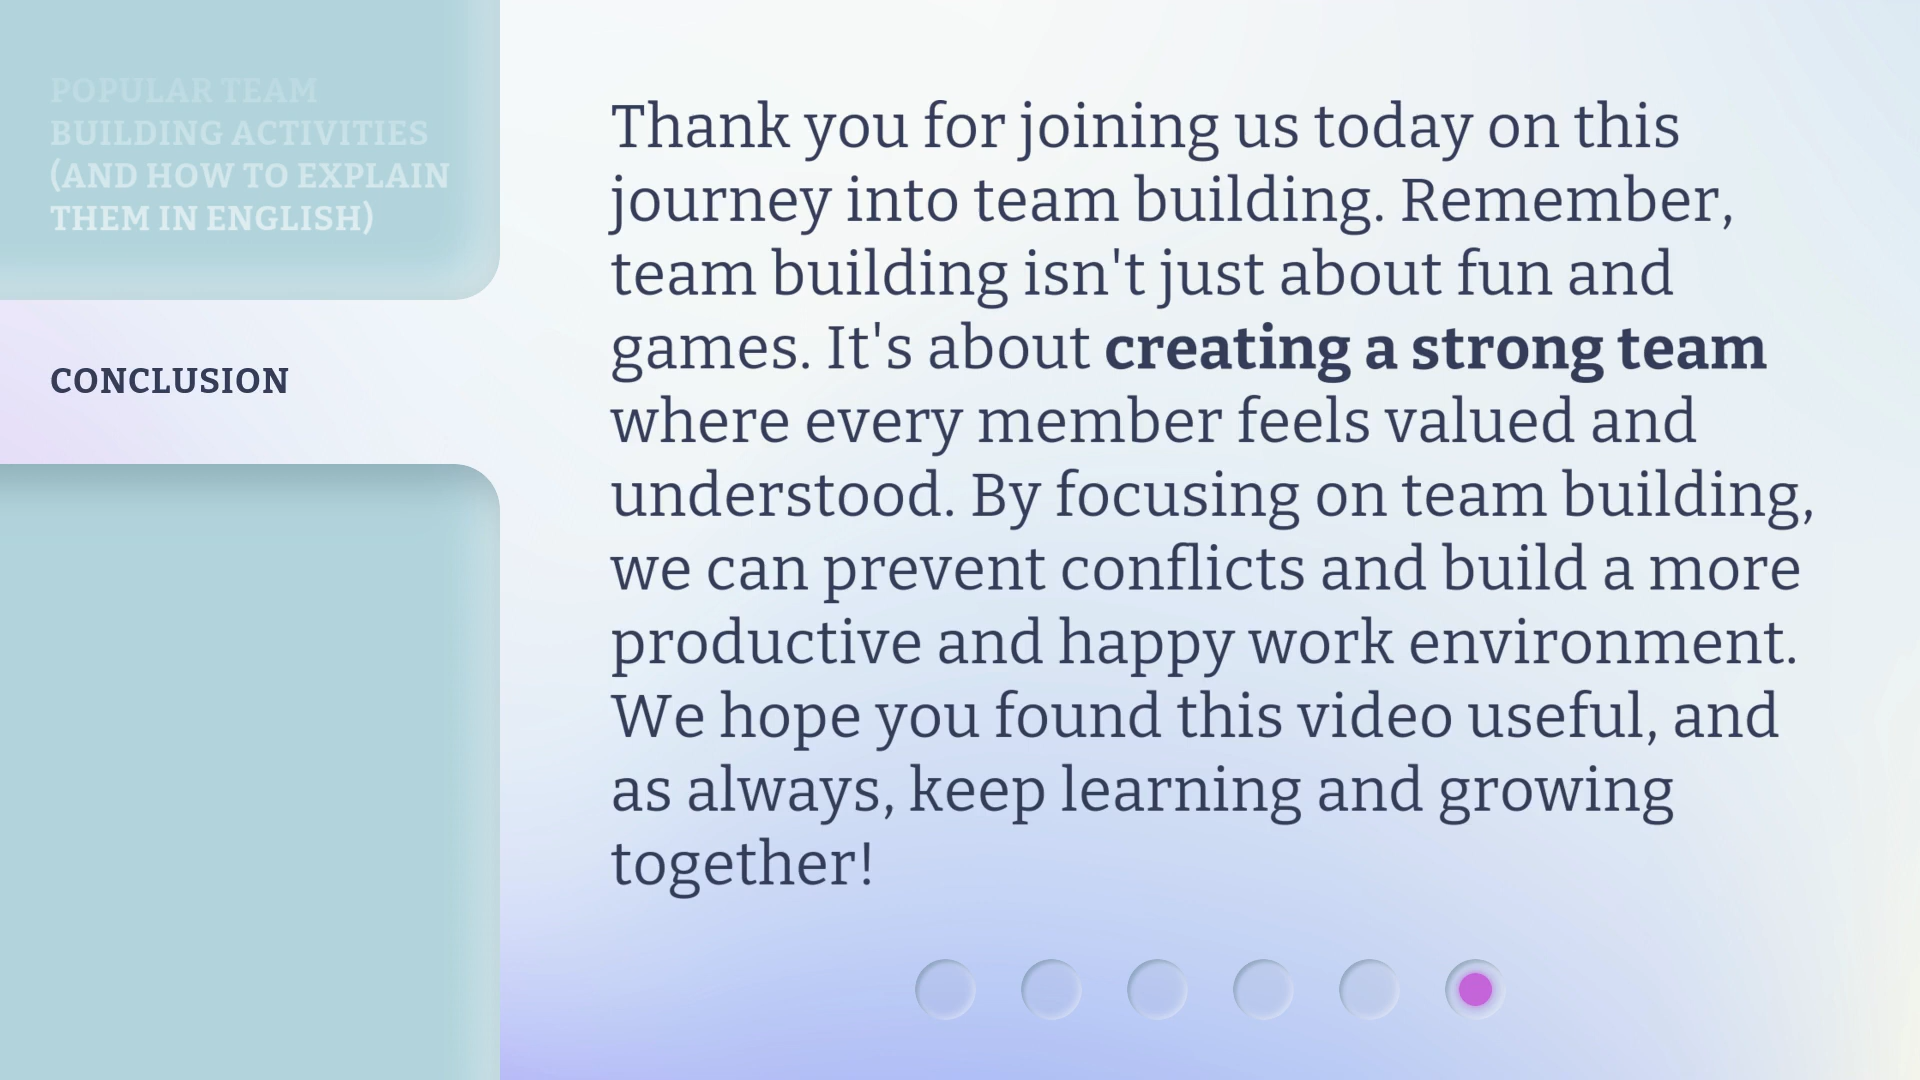 POPULAR TEAM
BUILDING ACTIVITIES
(AND HOW TO EXPLAIN
THEM IN ENGLISH)
CONCLUSION
Thank you for joining us today on this
journey into team building. Remember,
team building isn't just about fun and
games. It's about creating a strong team
where every member feels valued and
understood. By focusing on team building,
we can prevent conflicts and build a more
productive and happy work environment.
We hope you found this video useful, and
as always, keep learning and growing
together!